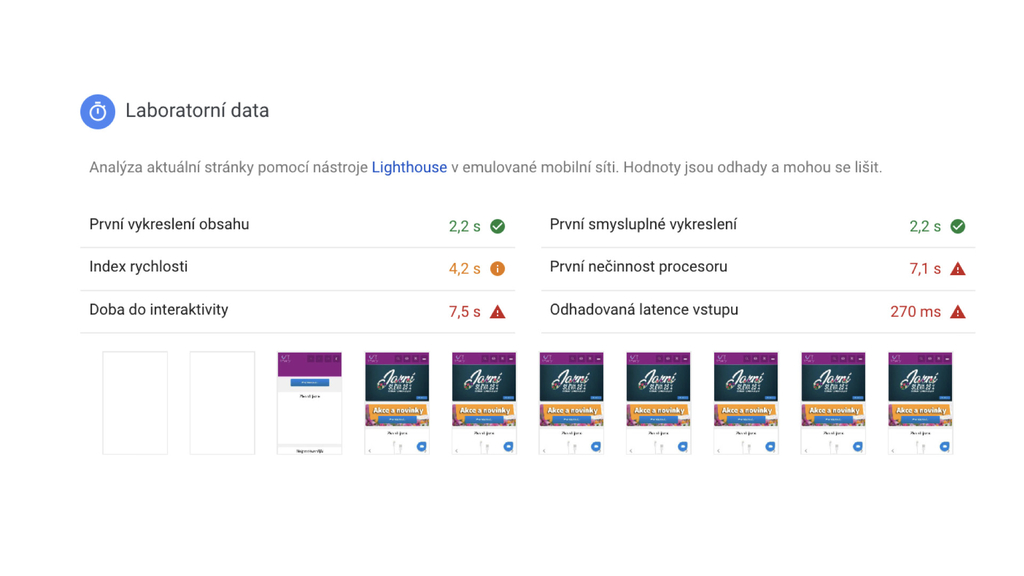 Laboratorní data
Analýza aktuální stránky pomocí nástroje Lighthouse v emulované mobilní síti. Hodnoty jsou odhady a mohou se lišit.
První vykreslení obsahu 2,2 s
První smysluplné vykreslení 2,2 s
Index rychlosti 4,2 s
První nečinnost procesoru 7,1 s
Doba do interaktivity 7,5 s
Odhadovaná latence vstupu 270 ms
Akce a novinky
Akce a novinky
Akce a novinky
Akce a novinky
Akce a novinky
Akce a novinky
Akce a novinky